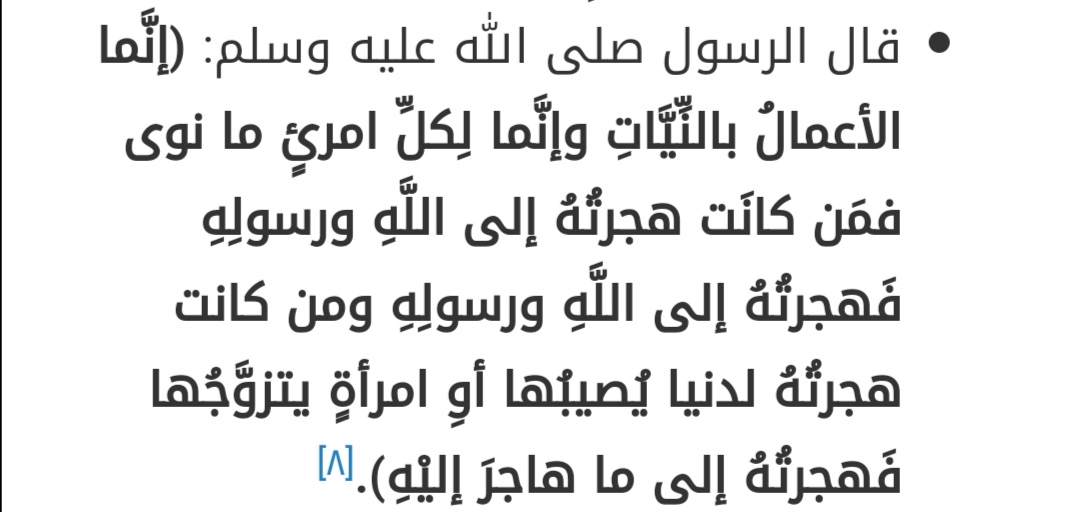 • قال الرسول صلى الله عليه وسلم: (إنَّما
الأعمالُ بالنِّيَّاتِ وإنَّما لِكلِّ امرئٍ ما نوى
فمَن كانَت هجرتُهُ إلى اللَّهِ ورسولِهِ
فَهجرتُهُ إلى اللَّهِ ورسولِهِ ومن كانت
هجرتُهُ لدنيا يُصيبُها أوِ امرأةٍ يتزوَّجُها
فَهجرتُهُ إلى ما هاجرَ إليْهِ).[٨]